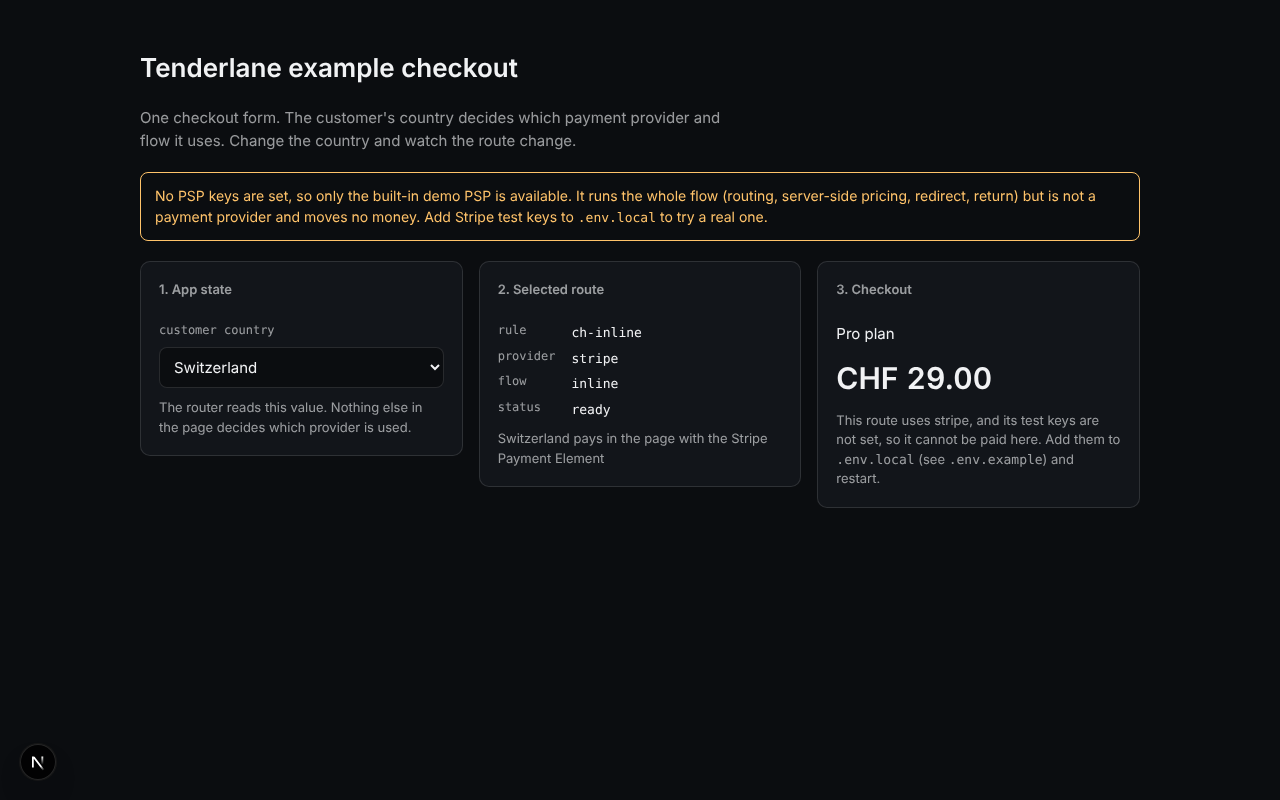 Tenderlane example checkout
One checkout form. The customer's country decides which payment provider and
flow it uses. Change the country and watch the route change.
No PSP keys are set, so only the built-in demo PSP is available. It runs the whole flow (routing, server-side pricing, redirect, return) but is not a
payment provider and moves no money. Add Stripe test keys to .env.local to try a real one.
1. App state
customer country
Switzerland
The router reads this value. Nothing else in
the page decides which provider is used.
2. Selected route
rule ch-inline
provider stripe
flow inline
status ready
Switzerland pays in the page with the Stripe
Payment Element
3. Checkout
Pro plan
CHF 29.00
This route uses stripe, and its test keys are
not set, so it cannot be paid here. Add them to
.env.local (see .env.example) and
restart.
N